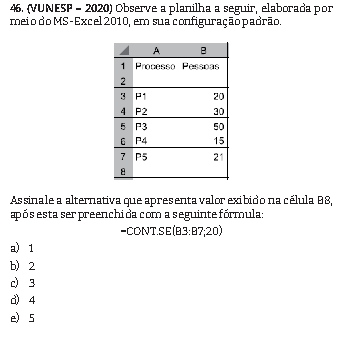 46. (VUNESP – 2020) Observe a planilha a seguir, elaborada por
meio do MS-Excel 2010, em sua configuração padrão.
A B
1 Processo Pessoas
2
3 P1 20
4 P2 30
5 P3 50
6 P4 15
7 P5 21
8
Assinale a alternativa que apresenta valor exibido na célula B8,
após esta ser preenchida com a seguinte fórmula:
=CONT.SE(B3:B7;20)
a) 1
b) 2
c) 3
d) 4
e) 5